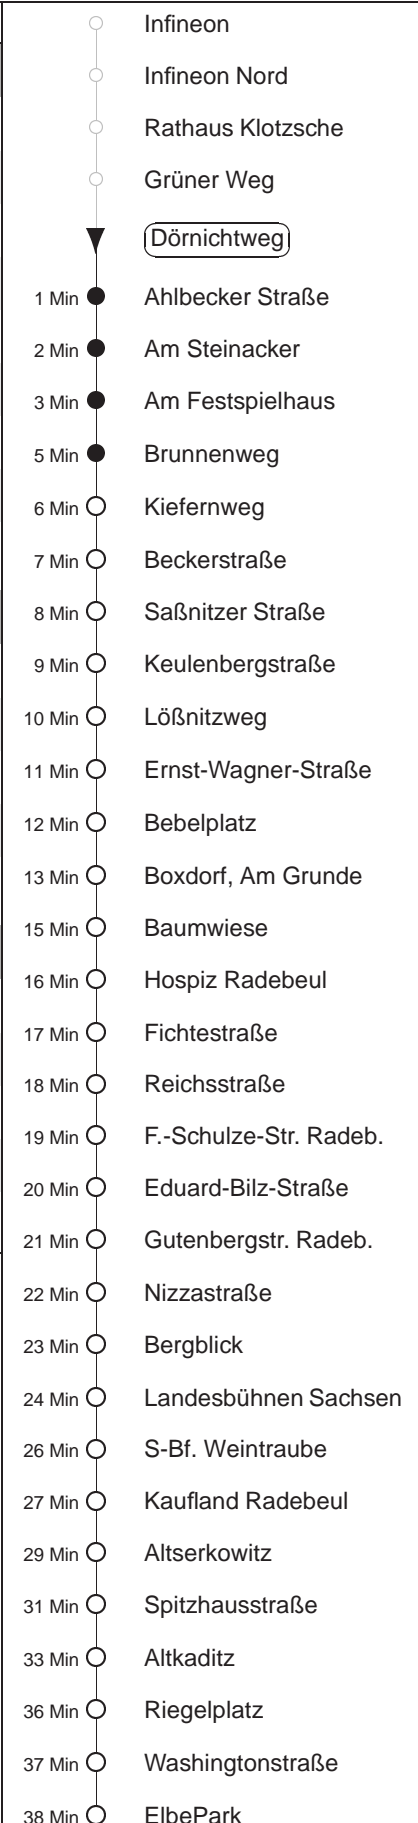 Infineon
Infineon Nord
Rathaus Klotzsche
Grüner Weg
Dörnichtweg
1 Min Ahlbecker Straße
2 Min Am Steinacker
3 Min Am Festspielhaus
5 Min Brunnenweg
6 Min Kiefernweg
7 Min Beckerstraße
8 Min Saßnitzer Straße
9 Min Keulenbergstraße
10 Min Lößnitzweg
11 Min Ernst-Wagner-Straße
12 Min Bebelplatz
13 Min Boxdorf, Am Grunde
15 Min Baumwiese
16 Min Hospiz Radebeul
17 Min Fichtestraße
18 Min Reichsstraße
19 Min F.-Schulze-Str. Radeb.
20 Min Eduard-Bilz-Straße
21 Min Gutenbergstr. Radeb.
22 Min Nizzastraße
23 Min Bergblick
24 Min Landesbühnen Sachsen
26 Min S-Bf. Weintraube
27 Min Kaufland Radebeul
29 Min Altserkowitz
31 Min Spitzhausstraße
33 Min Altkaditz
36 Min Riegelplatz
37 Min Washingtonstraße
38 Min ElbePark